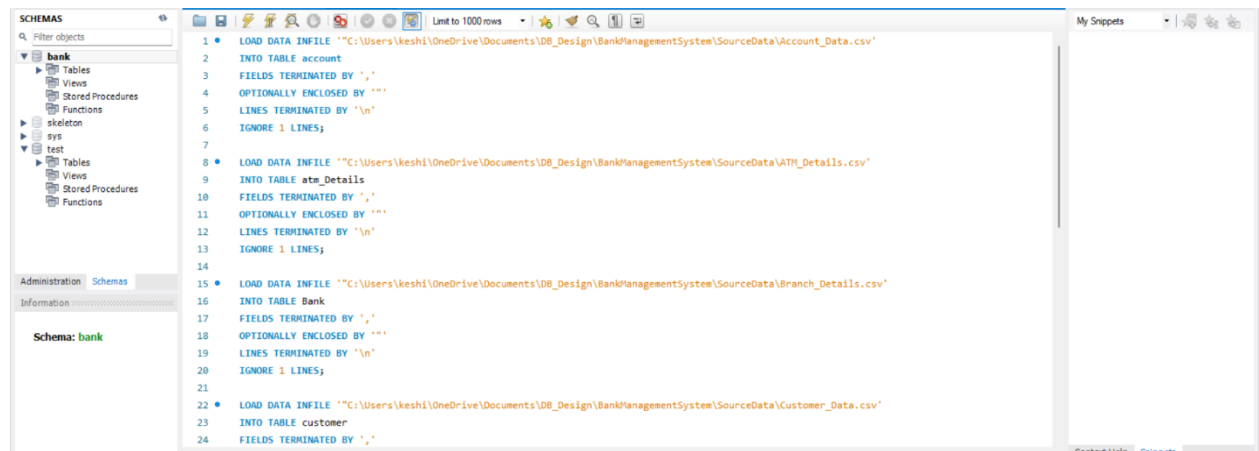 SCHEMAS
Filter objects
bank
Tables
Views
Stored Procedures
Functions
skeleton
sys
test
Tables
Views
Stored Procedures
Functions
Administration Schemas
Information
Schema: bank
Limit to 1000 rows
1 LOAD DATA INFILE '"C:\Users\keshi\OneDrive\Documents\DB_Design\BankManagementSystem\SourceData\Account_Data.csv'
2 INTO TABLE account
3 FIELDS TERMINATED BY ','
4 OPTIONALLY ENCLOSED BY '"'
5 LINES TERMINATED BY '\n'
6 IGNORE 1 LINES;
7
8 LOAD DATA INFILE '"C:\Users\keshi\OneDrive\Documents\DB_Design\BankManagementSystem\SourceData\ATM_Details.csv'
9 INTO TABLE atm_Details
10 FIELDS TERMINATED BY ','
11 OPTIONALLY ENCLOSED BY '"'
12 LINES TERMINATED BY '\n'
13 IGNORE 1 LINES;
14
15 LOAD DATA INFILE '"C:\Users\keshi\OneDrive\Documents\DB_Design\BankManagementSystem\SourceData\Branch_Details.csv'
16 INTO TABLE Bank
17 FIELDS TERMINATED BY ','
18 OPTIONALLY ENCLOSED BY '"'
19 LINES TERMINATED BY '\n'
20 IGNORE 1 LINES;
21
22 LOAD DATA INFILE '"C:\Users\keshi\OneDrive\Documents\DB_Design\BankManagementSystem\SourceData\Customer_Data.csv'
23 INTO TABLE customer
24 FIELDS TERMINATED BY ','
My Snippets